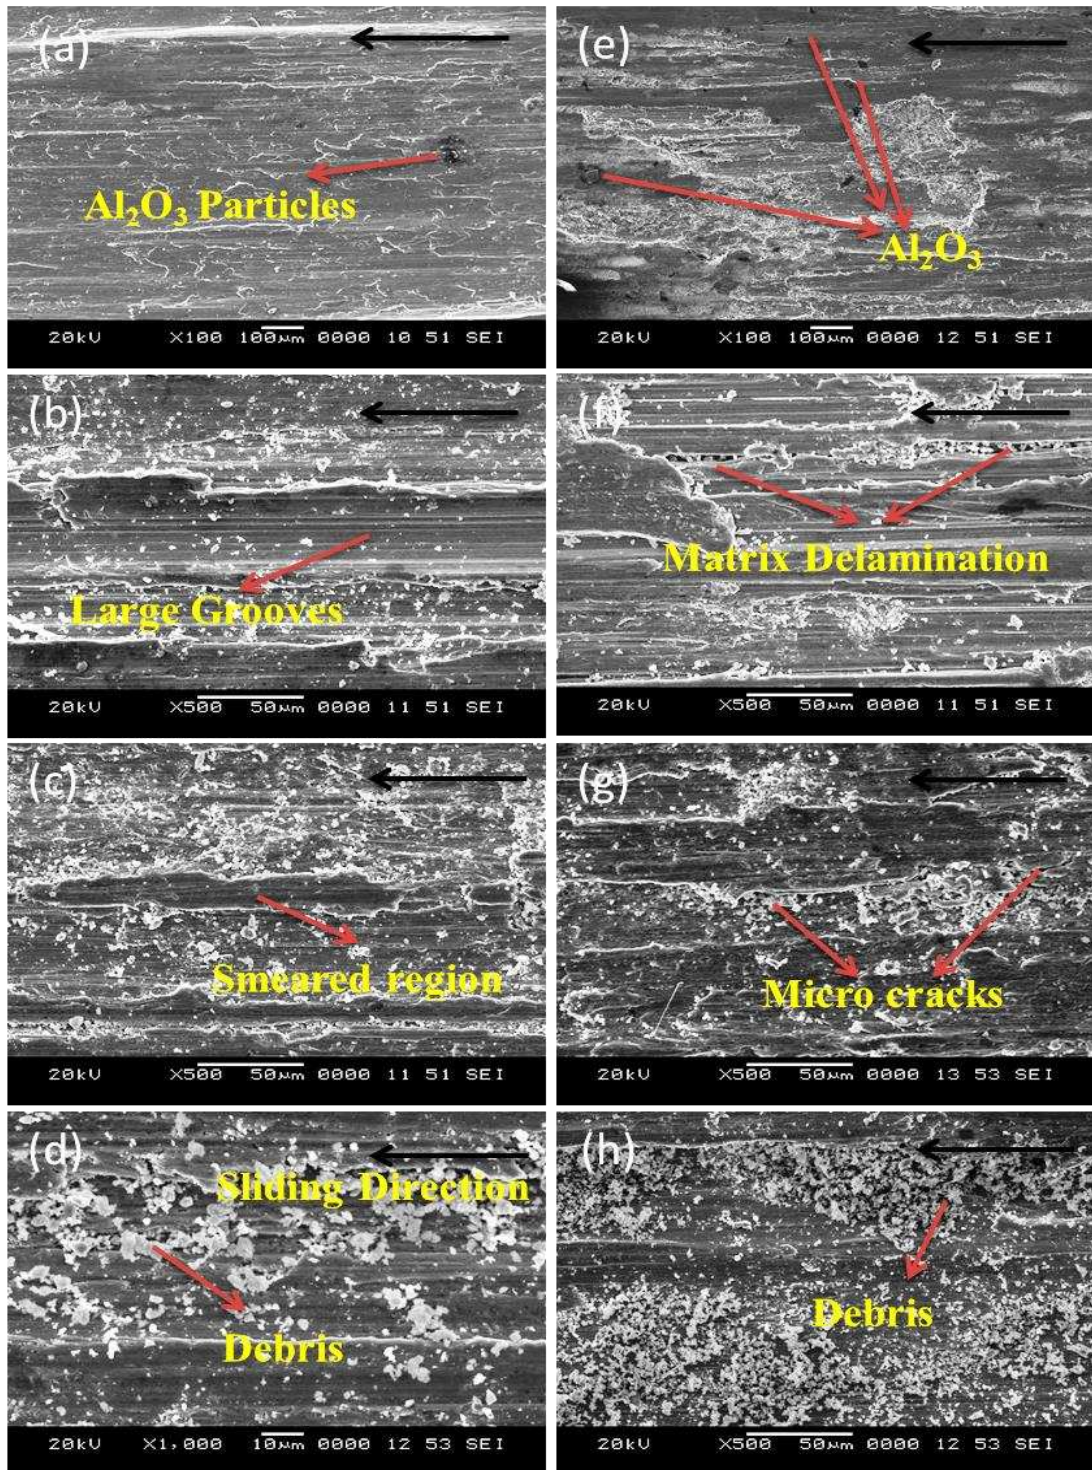 (a)
Al₂O₃ Particles
20kV X100 100µm 0000 10 51 SEI
(e)
Al₂O₃
20kV X100 100µm 0000 12 51 SEI
(b)
Large Grooves
20kV X500 50µm 0000 11 51 SEI
(f)
Matrix Delamination
20kV X500 50µm 0000 11 51 SEI
(c)
Smeared region
20kV X500 50µm 0000 11 51 SEI
(g)
Micro cracks
20kV X500 50µm 0000 13 53 SEI
(d)
Sliding Direction
Debris
20kV X1,000 10µm 0000 12 53 SEI
(h)
Debris
20kV X500 50µm 0000 12 53 SEI